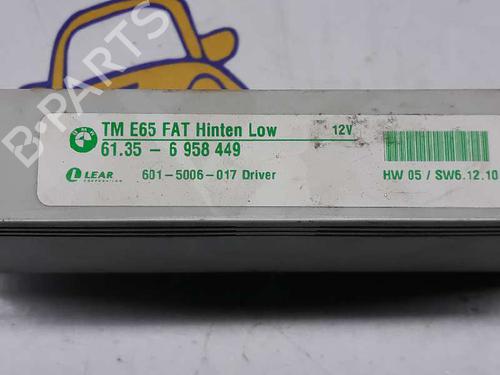 B-PARTS
TM E65 FAT Hinten Low 12V
61.35 - 6 958 449
LEAR
CORPORATION
601-5006-017 Driver
HW 05 / SW6.12.10